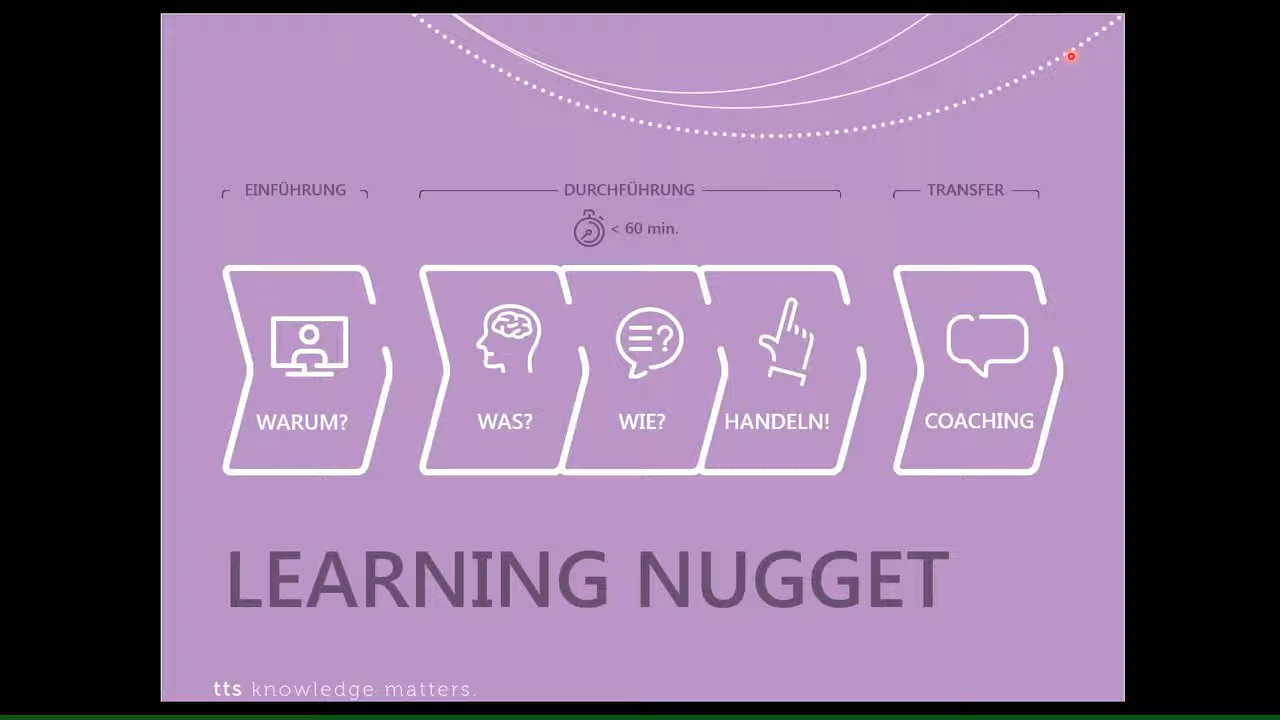 EINFÜHRUNG DURCHFÜHRUNG TRANSFER
< 60 min.
WARUM? WAS? WIE? HANDELN! COACHING
LEARNING NUGGET
tts knowledge matters.